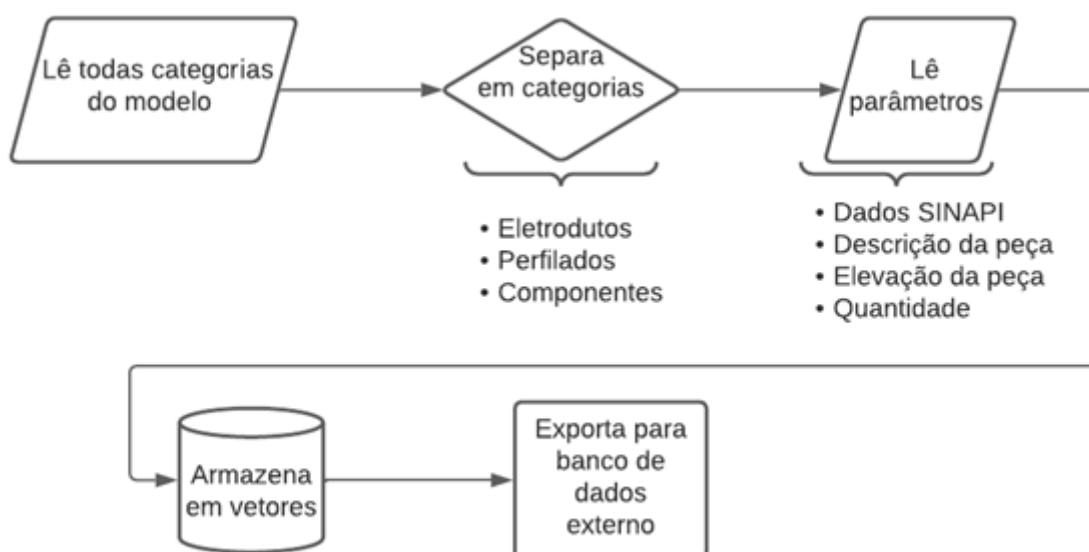 Lê todas categorias
do modelo
Separa
em categorias
Lê
parâmetros
• Eletrodutos
• Perfilados
• Componentes
• Dados SINAPI
• Descrição da peça
• Elevação da peça
• Quantidade
Armazena
em vetores
Exporta para
banco de
dados
externo